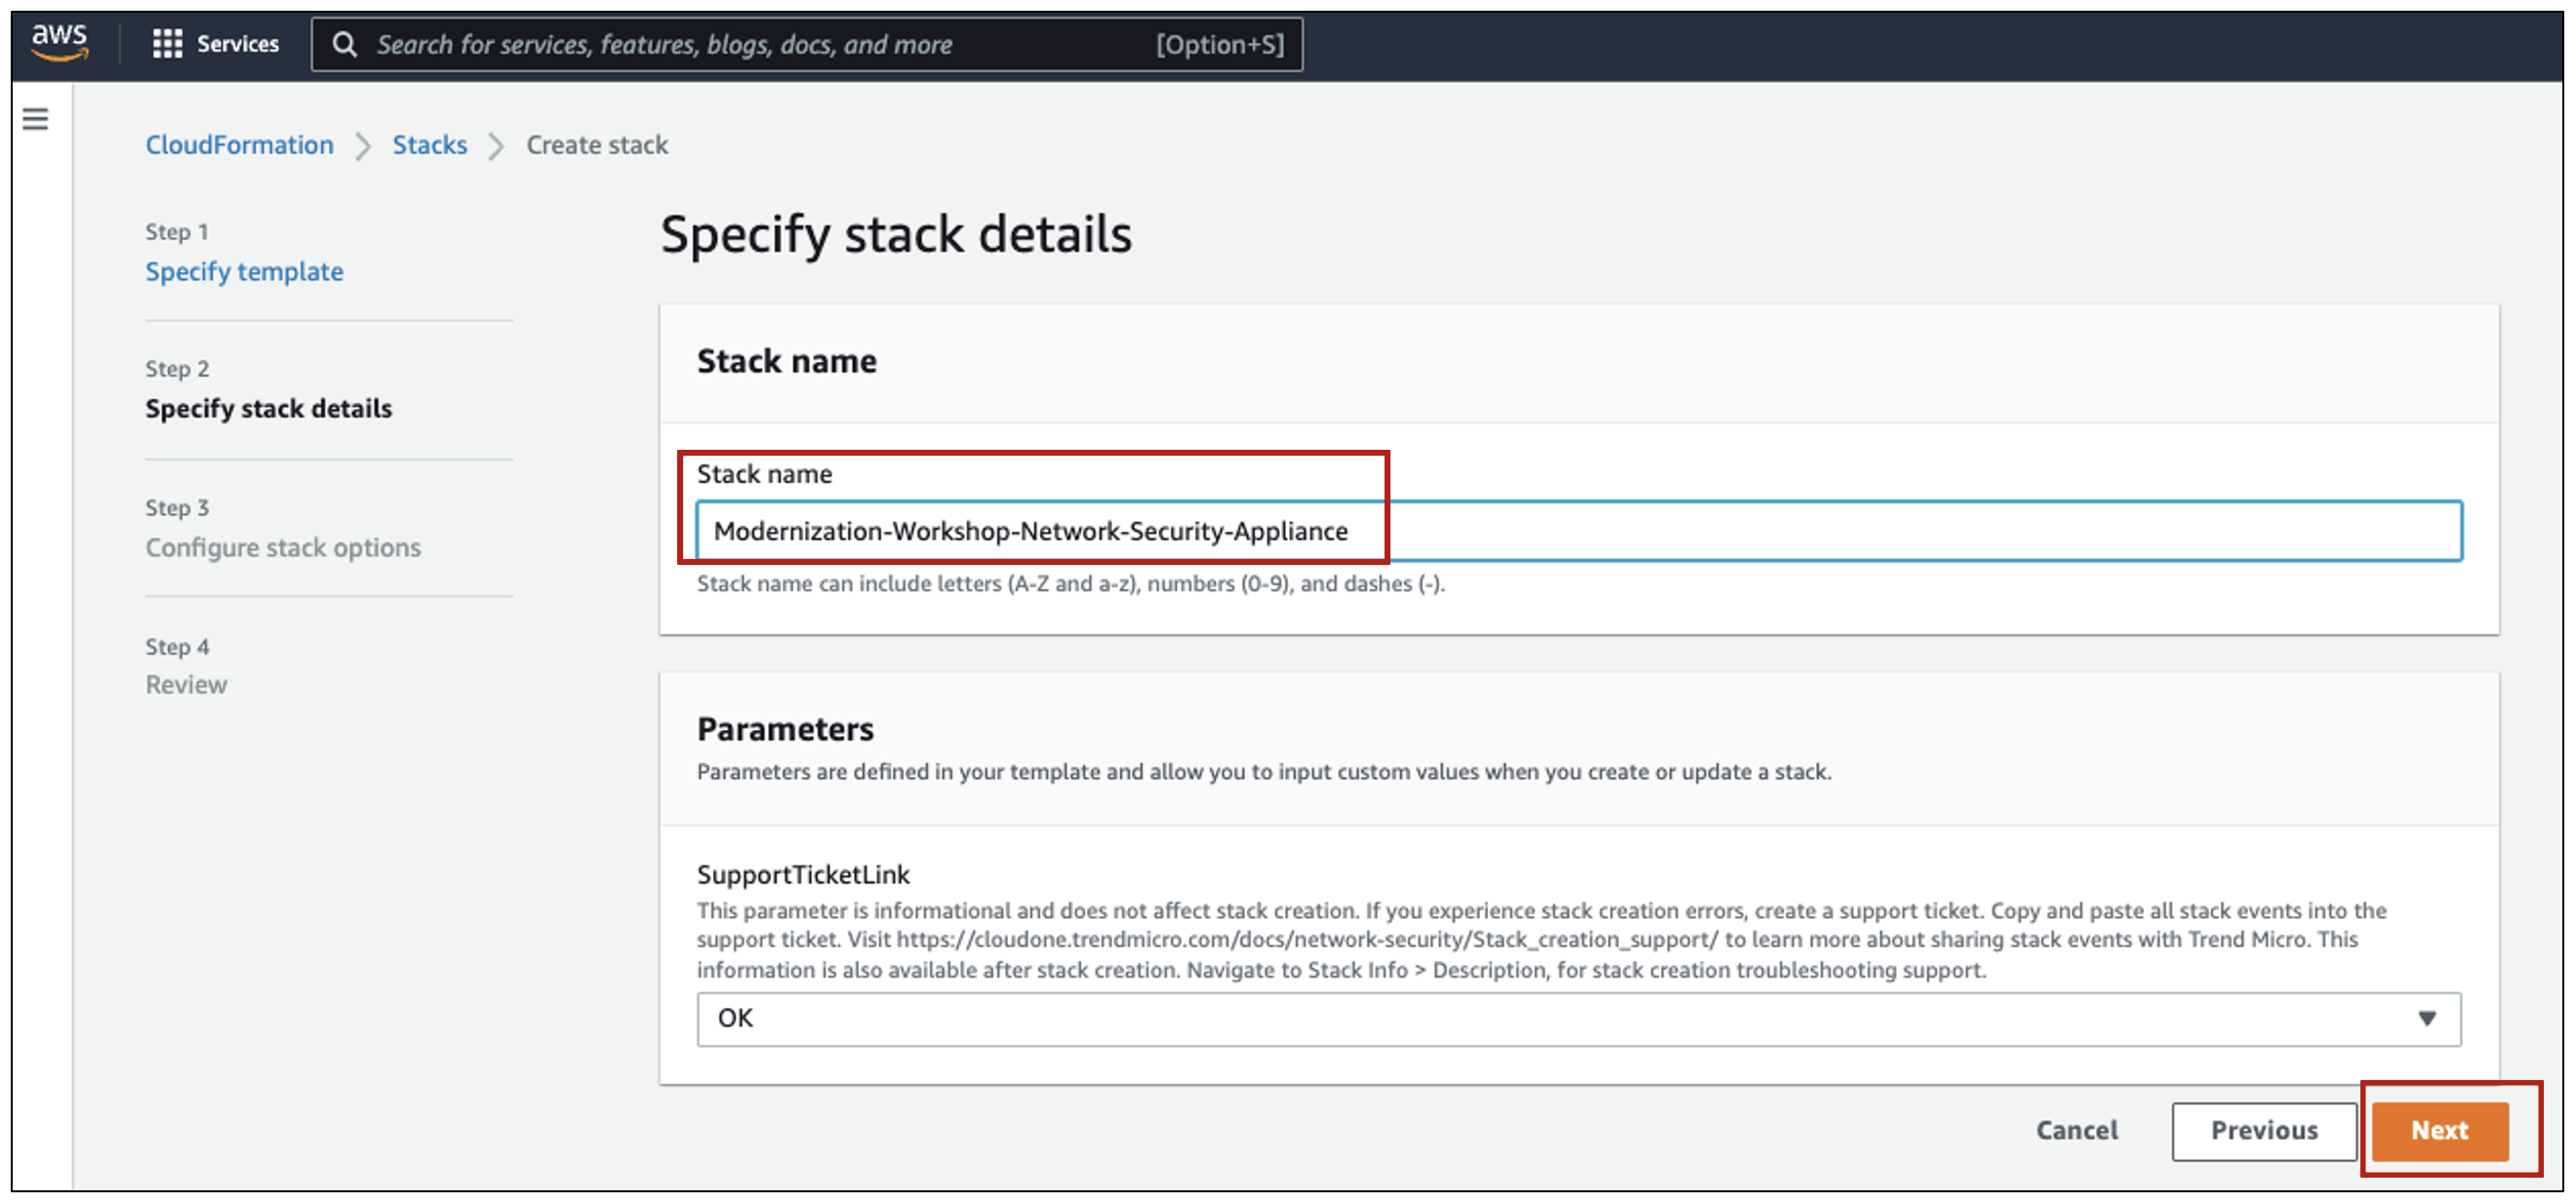 aws
Services
Search for services, features, blogs, docs, and more
[Option+S]
CloudFormation
Stacks
Create stack
Step 1
Specify template
Step 2
Specify stack details
Step 3
Configure stack options
Step 4
Review
Specify stack details
Stack name
Stack name
Modernization-Workshop-Network-Security-Appliance
Stack name can include letters (A-Z and a-z), numbers (0-9), and dashes (-).
Parameters
Parameters are defined in your template and allow you to input custom values when you create or update a stack.
SupportTicketLink
This parameter is informational and does not affect stack creation. If you experience stack creation errors, create a support ticket. Copy and paste all stack events into the
support ticket. Visit https://cloudone.trendmicro.com/docs/network-security/Stack_creation_support/ to learn more about sharing stack events with Trend Micro. This
information is also available after stack creation. Navigate to Stack Info > Description, for stack creation troubleshooting support.
OK
Cancel
Previous
Next